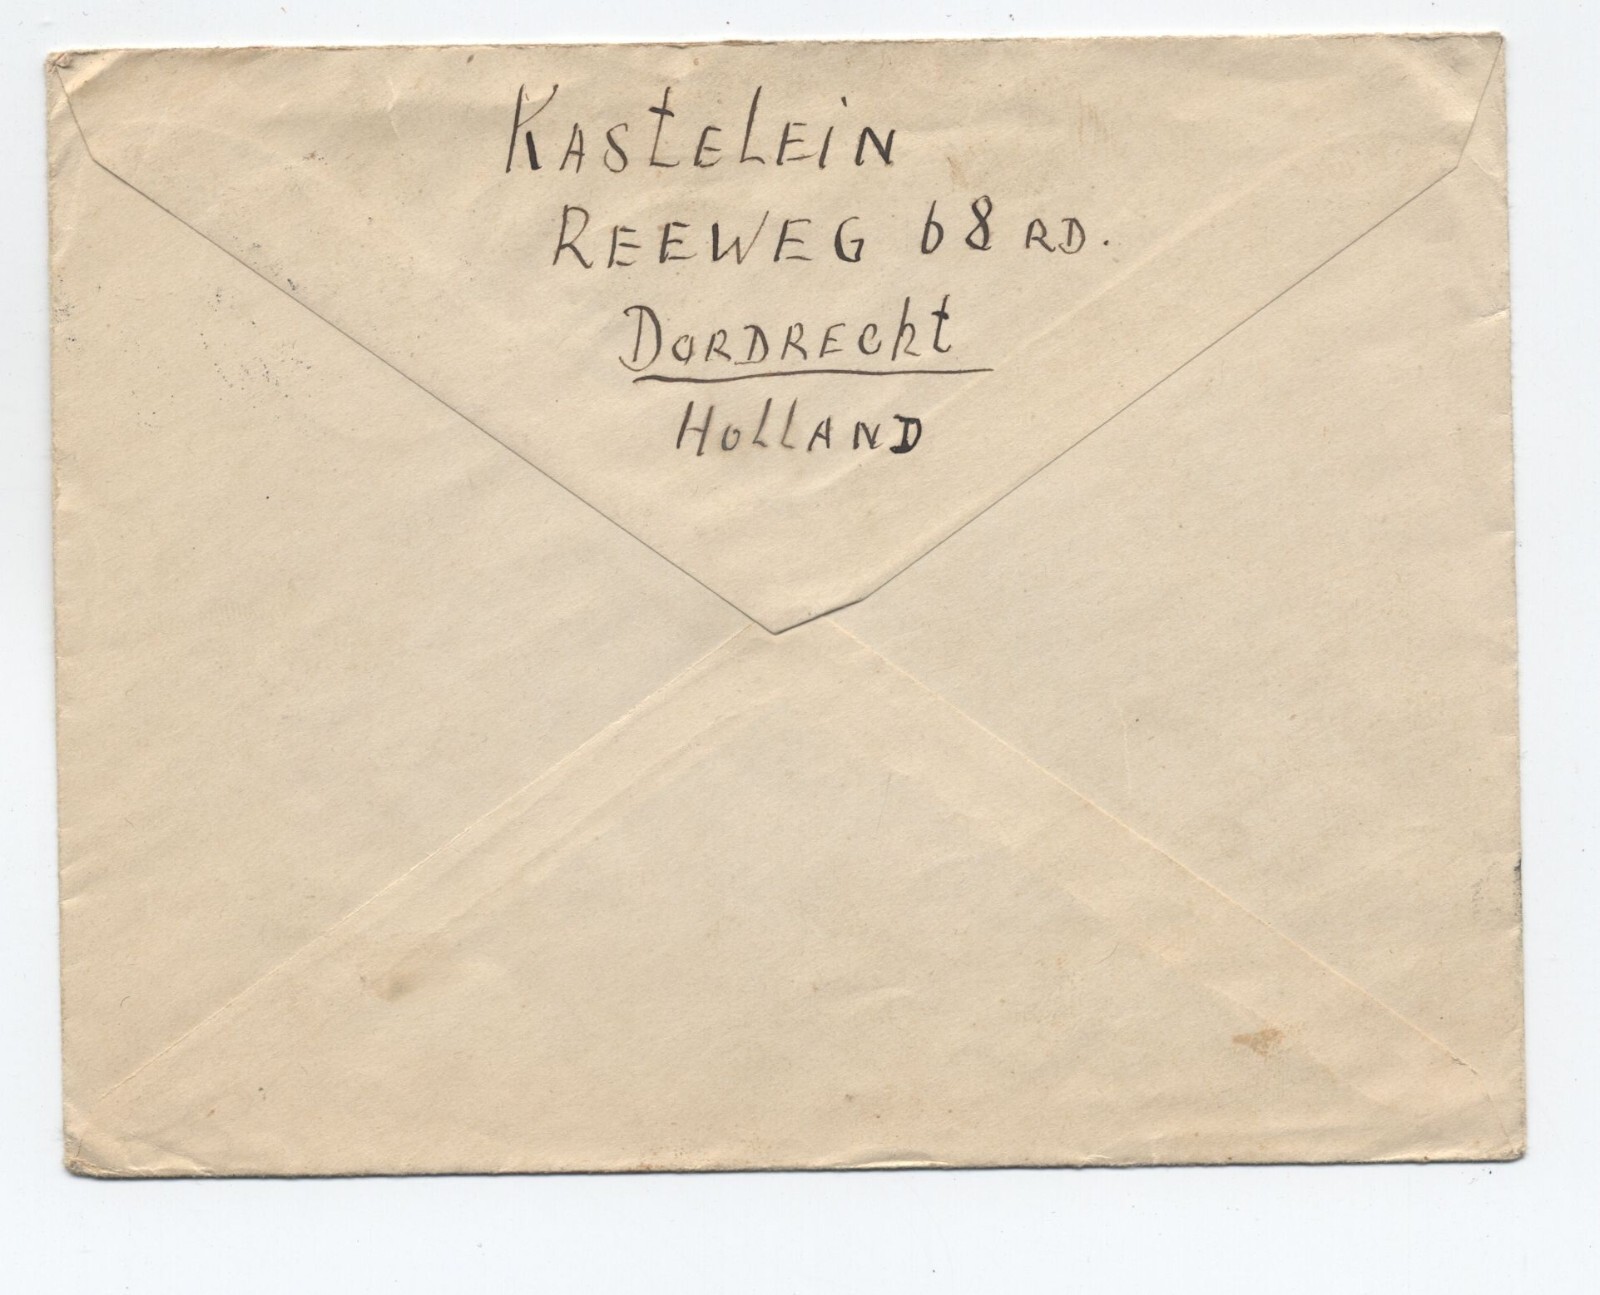 KAStELEiN
REEWEG 68 RD.
DORDRECht
HOLLAND